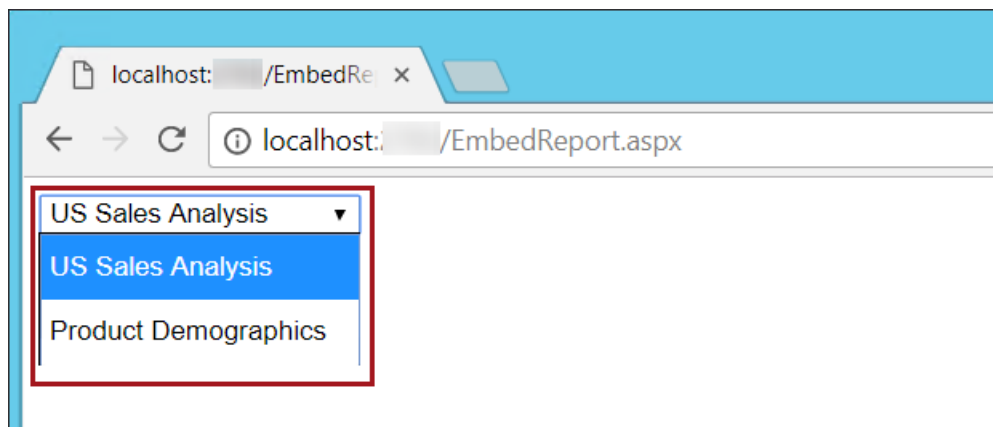 localhost: /EmbedRe
localhost: /EmbedReport.aspx
US Sales Analysis
US Sales Analysis
Product Demographics